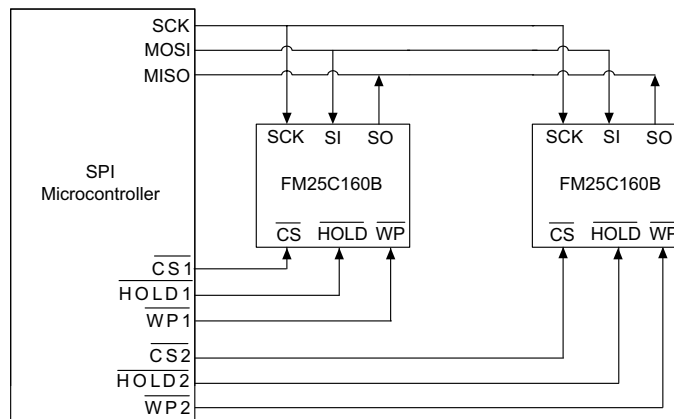 SCK
MOSI
MISO
SCK SI SO
FM25C160B
CS HOLD WP
SCK SI SO
FM25C160B
CS HOLD WP
SPI
Microcontroller
CS1
HOLD1
WP1
CS2
HOLD2
WP2